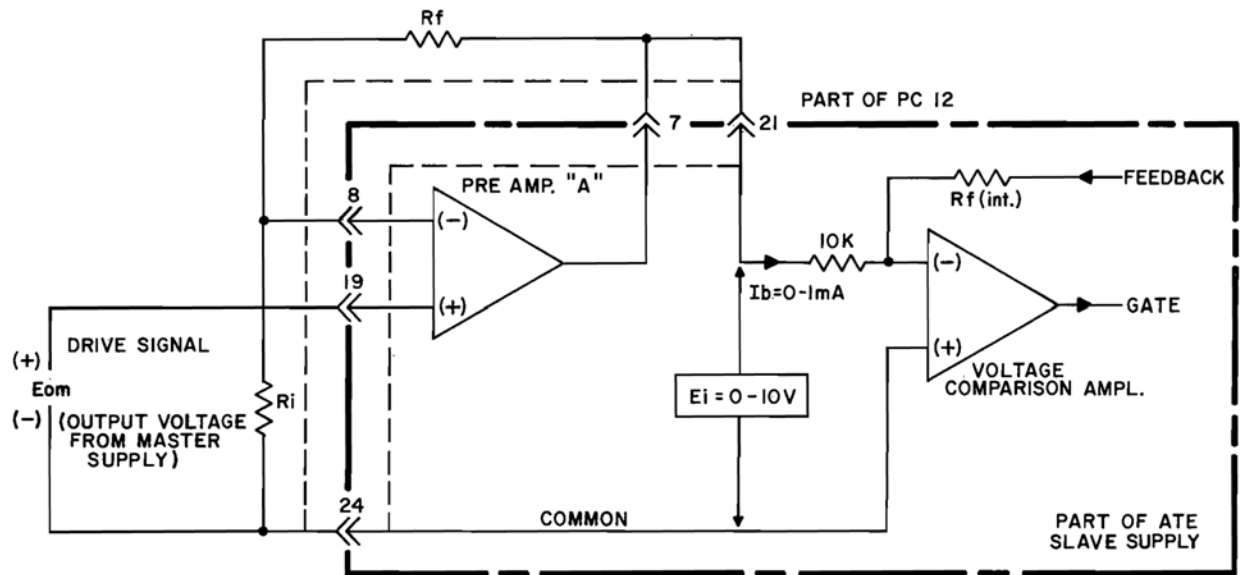 Rf
PART OF PC 12
7
21
PRE AMP. "A"
FEEDBACK
Rf (int.)
8
(-)
10K
(-)
19
(+)
Ib=0-1mA
GATE
DRIVE SIGNAL
(+)
(+)
Eom
Ri
VOLTAGE
COMPARISON AMPL.
Ei = 0-10V
(-)
(OUTPUT VOLTAGE
FROM MASTER
SUPPLY)
24
COMMON
PART OF ATE
SLAVE SUPPLY